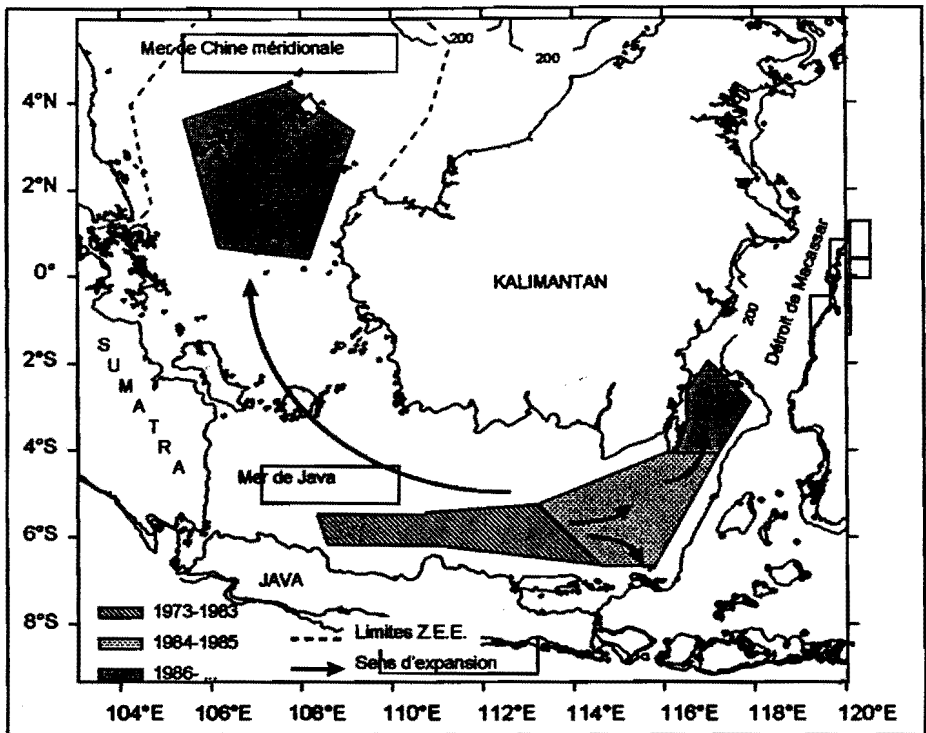 200
200
Mer de Chine méridionale
4°N
2°N
0°
2°S
4°S
6°S
8°S
KALIMANTAN
Détroit de Macassar
200
SUMATRA
Mer de Java
JAVA
1973-1983
1984-1985
1986- ...
Limites Z.E.E.
Sens d'expansion
104°E 106°E 108°E 110°E 112°E 114°E 116°E 118°E 120°E